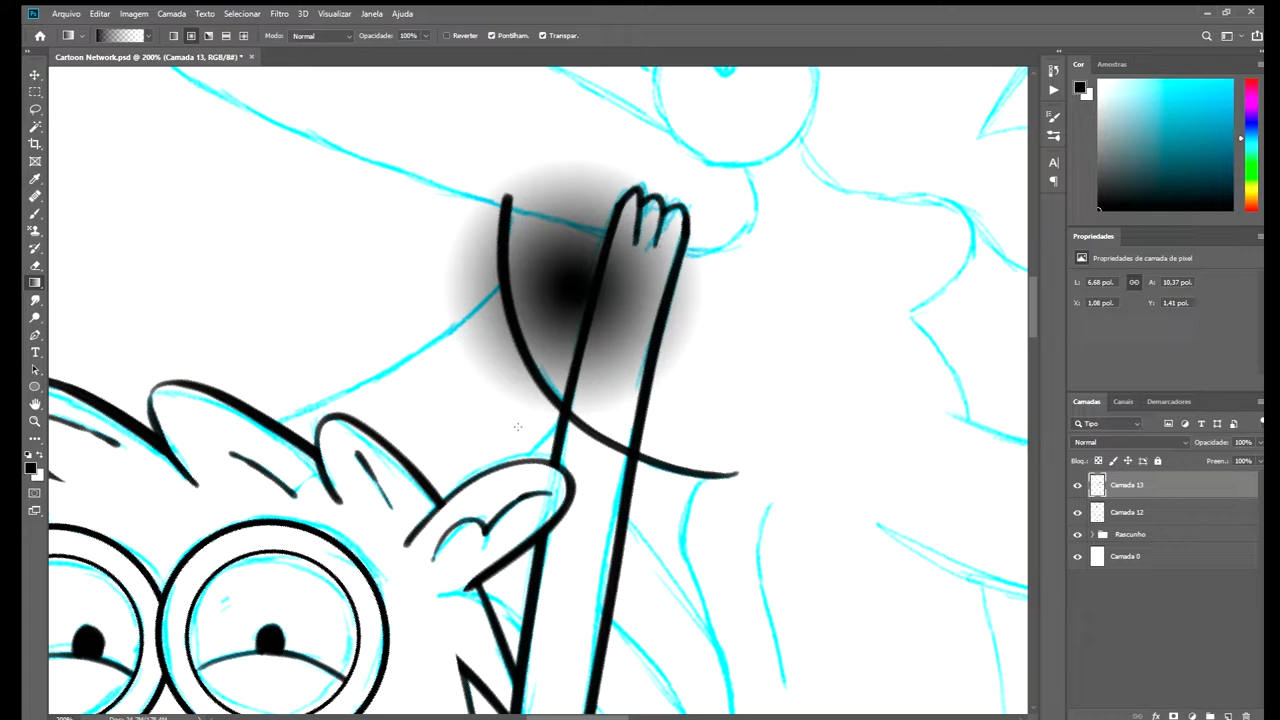 Ps Arquivo Editar Imagem Camada Texto Selecionar Filtro 3D Visualizar Janela Ajuda
Modo: Normal Opacidade: 100% Reverter Pontilham. Transpar.
Cartoon Network.psd @ 200% (Camada 13, RGB/8#) * ×
Cor Amostras
Propriedades
Propriedades de camada de pixel
L: 6,68 pol. A: 10,37 pol.
X: 1,08 pol. Y: 1,41 pol.
Camadas Canais Demarcadores
Tipo
Normal Opacidade: 100%
Bloq.: Preen.: 100%
Camada 13
Camada 12
Rascunho
Camada 0